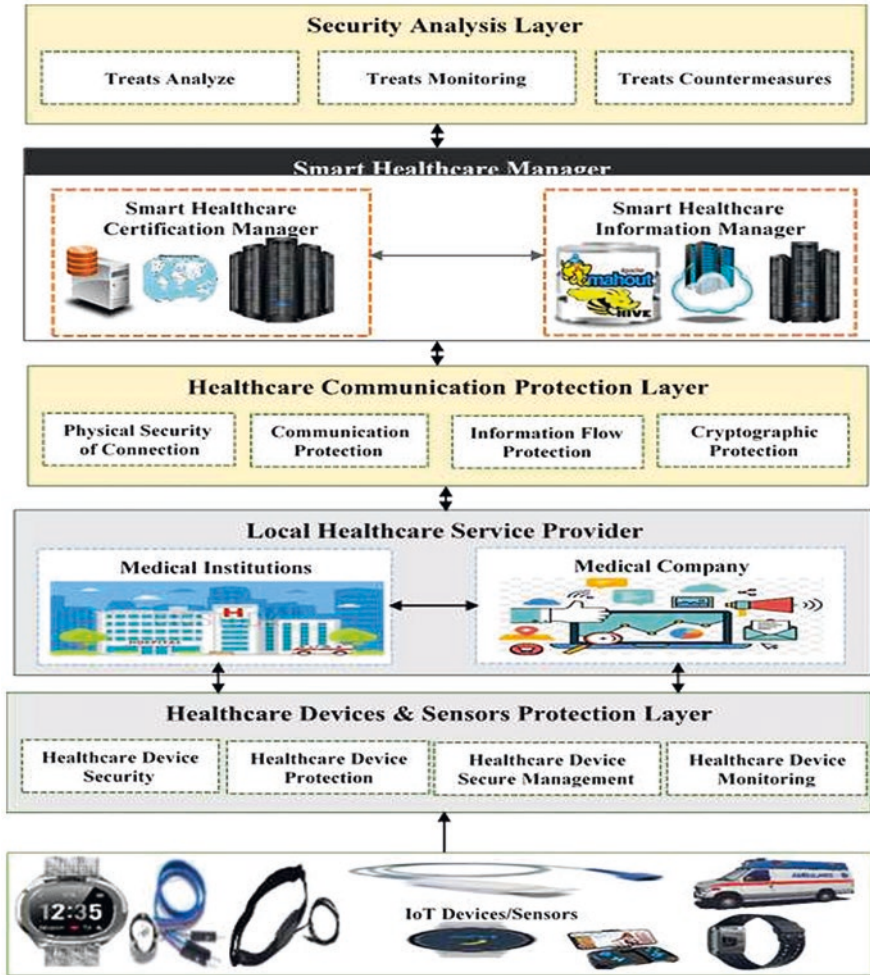 Security Analysis Layer
Treats Analyze
Treats Monitoring
Treats Countermeasures
Smart Healthcare Manager
Smart Healthcare
Certification Manager
Smart Healthcare
Information Manager
apache
mahout
HIVE
Healthcare Communication Protection Layer
Physical Security
of Connection
Communication
Protection
Information Flow
Protection
Cryptographic
Protection
Local Healthcare Service Provider
Medical Institutions
Medical Company
H
HOSPITAL
Healthcare Devices & Sensors Protection Layer
Healthcare Device
Security
Healthcare Device
Protection
Healthcare Device
Secure Management
Healthcare Device
Monitoring
12:35
IoT Devices/Sensors
AMBULANCE